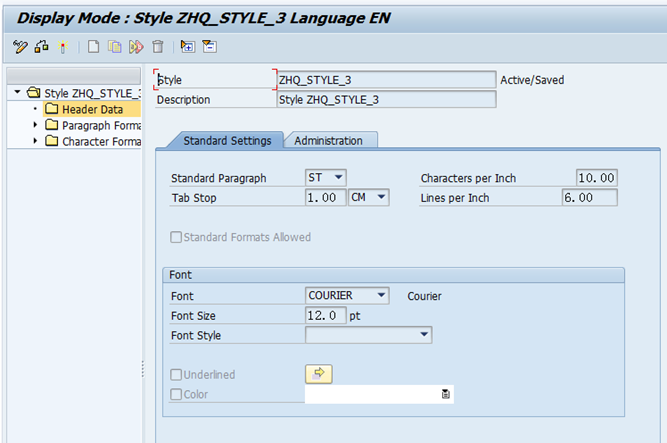 Display Mode : Style ZHQ_STYLE_3 Language EN
Style ZHQ_STYLE_:
Header Data
Paragraph Forma
Character Forma
Style ZHQ_STYLE_3 Active/Saved
Description Style ZHQ_STYLE_3
Standard Settings Administration
Standard Paragraph ST Characters per Inch 10.00
Tab Stop 1.00 CM Lines per Inch 6.00
Standard Formats Allowed
Font
Font COURIER Courier
Font Size 12.0 pt
Font Style
Underlined
Color